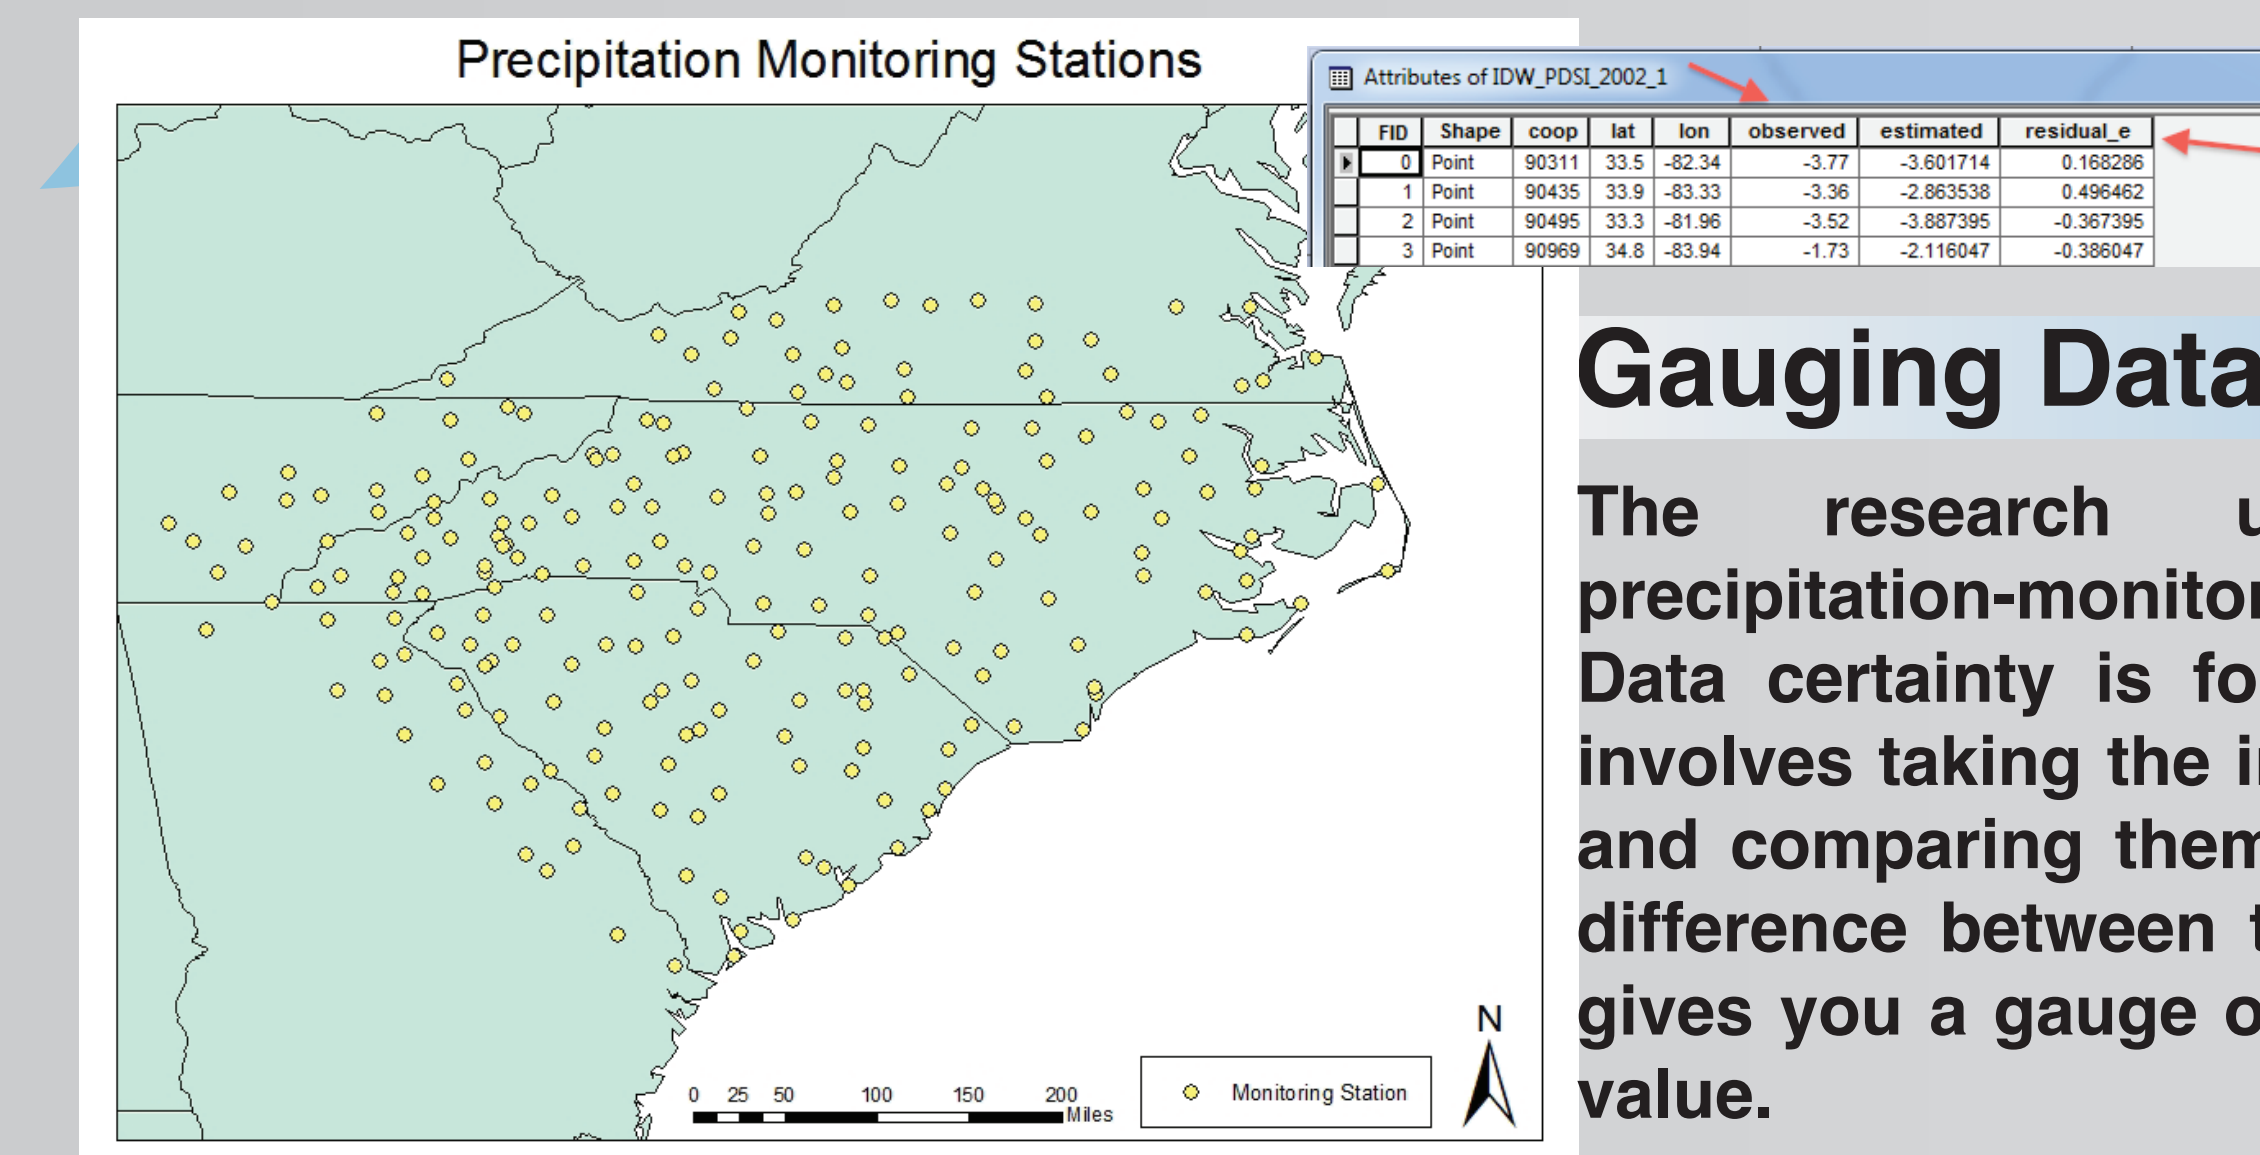 Precipitation Monitoring Stations
Attributes of IDW_PDSI_2002_1
FID Shape coop lat lon observed estimated residual_e
0 Point 90311 33.5 -82.34 -3.77 -3.601714 0.168286
1 Point 90435 33.9 -83.33 -3.36 -2.863538 0.496462
2 Point 90495 33.3 -81.96 -3.52 -3.887395 -0.367395
3 Point 90969 34.8 -83.94 -1.73 -2.116047 -0.386047
N
0 25 50 100 150 200
Miles
Monitoring Station
Gauging Data
The research
precipitation-monitor
Data certainty is fo
involves taking the
and comparing them
difference between
gives you a gauge
value.